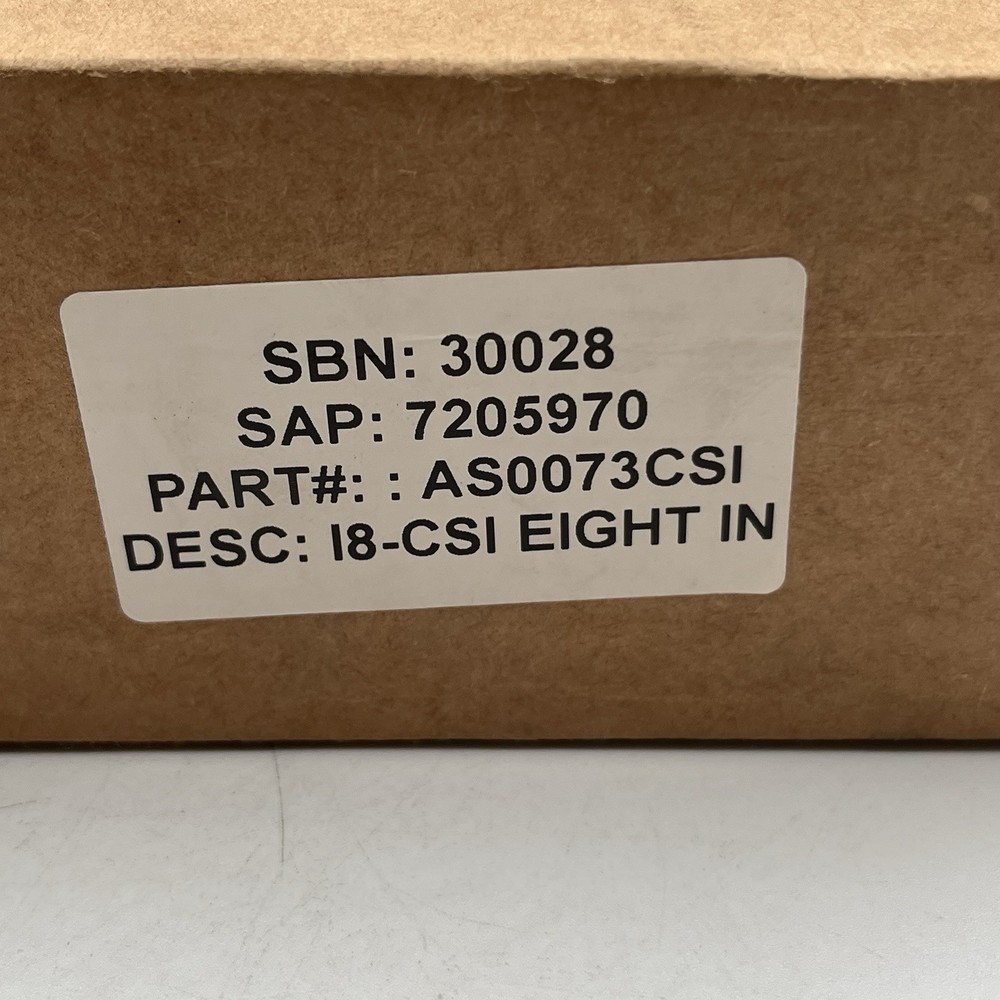 SBN: 30028
SAP: 7205970
PART#: : AS0073CSI
DESC: I8-CSI EIGHT IN